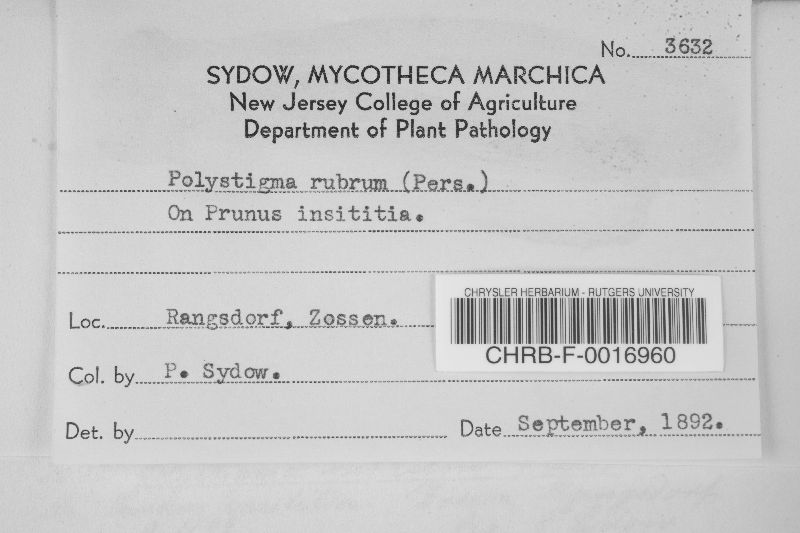 No. 3632
SYDOW, MYCOTHECA MARCHICA
New Jersey College of Agriculture
Department of Plant Pathology
Polystigma rubrum (Pers.)
On Prunus insititia.
Loc. Rangsdorf, Zossen.
CHRYSLER HERBARIUM - RUTGERS UNIVERSITY
CHRB-F-0016960
Col. by P. Sydow.
Det. by
Date September, 1892.